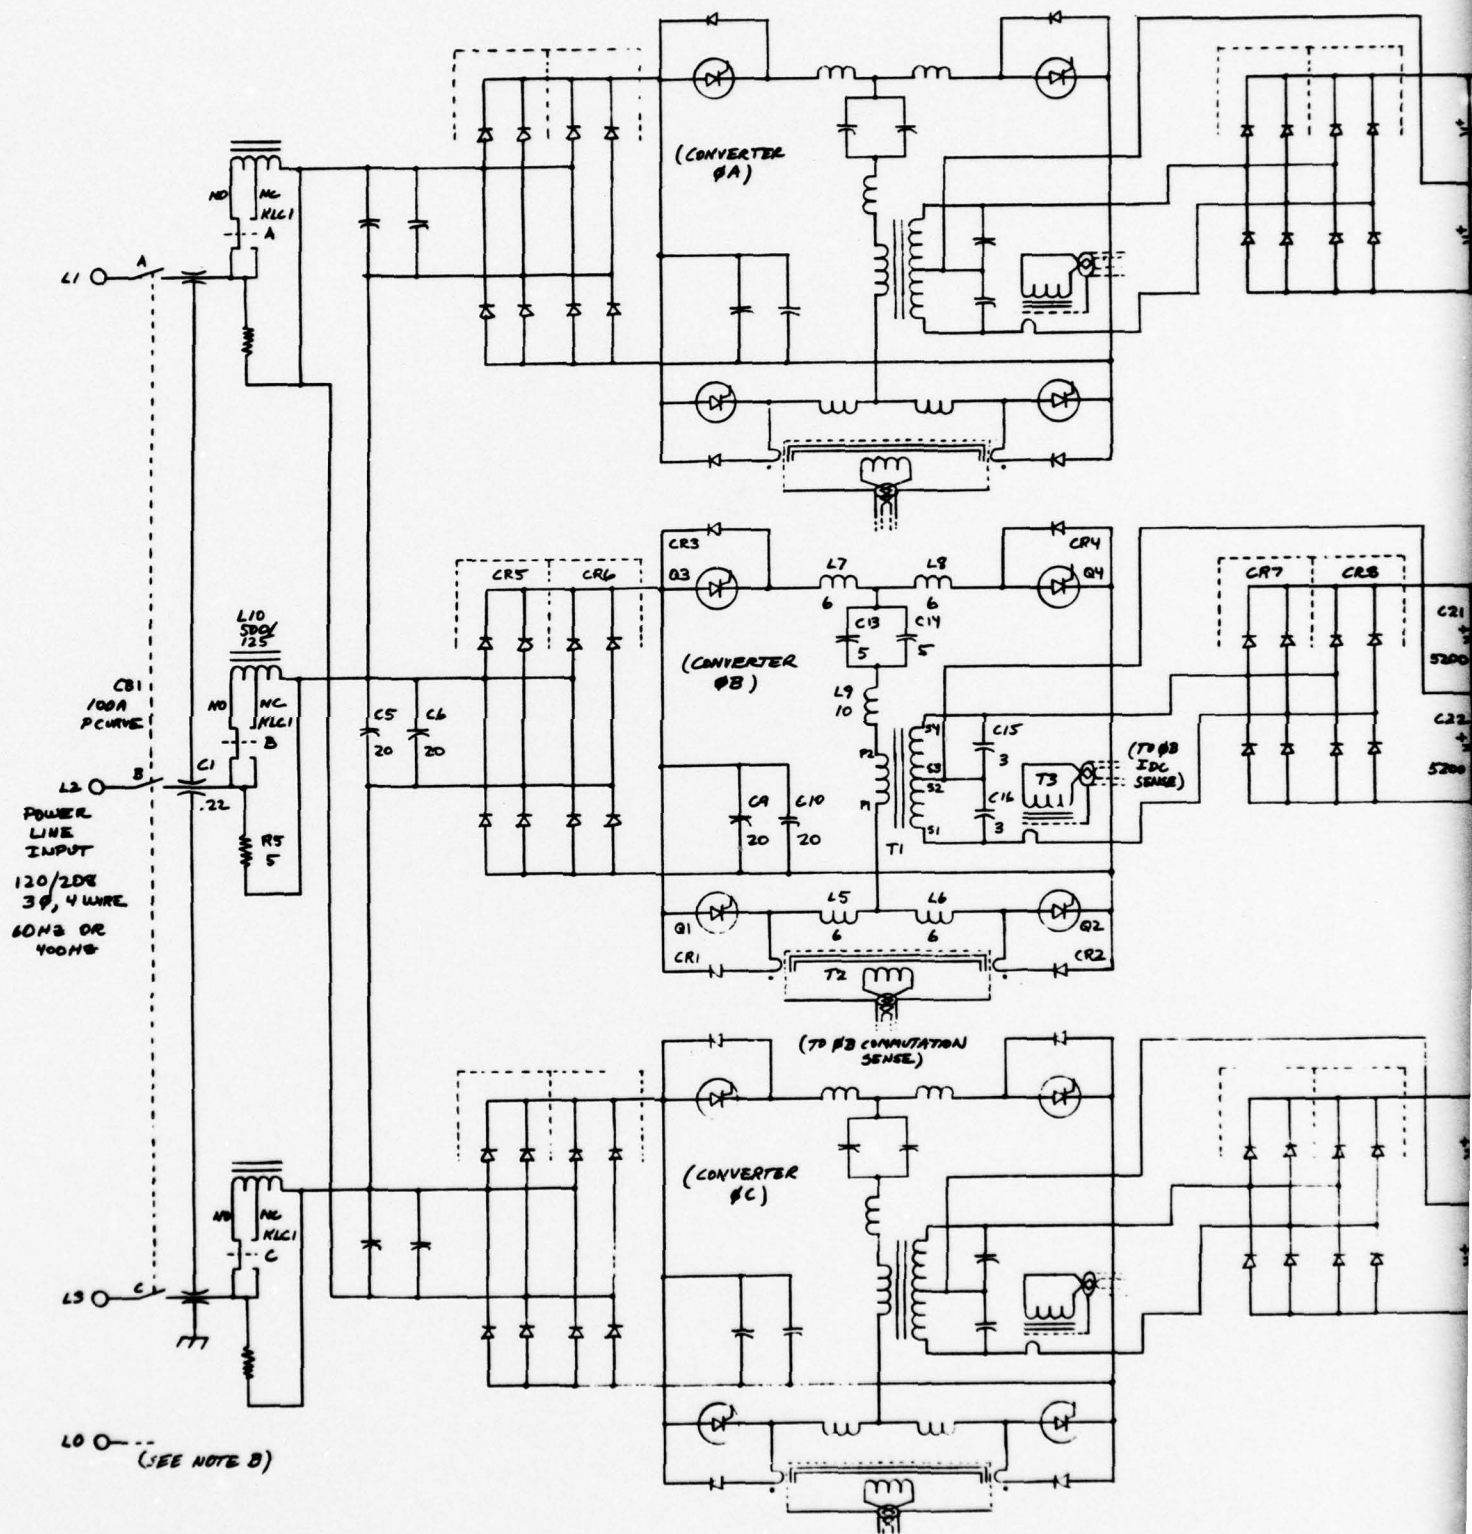 (CONVERTER
ØA)
NO
NC
KLC1
A
L1
A
CR3
Q3
L7
6
L8
6
CR4
Q4
CR5
CR6
CR7
CR8
C21
+
5200
C13
5
C14
5
L10
500/
125
(CONVERTER
ØB)
L9
10
CB1
100A
P CURVE
NO
NC
KLC1
B
C5
20
C6
20
C22
+
5200
S4
C15
3
P2
S3
S2
P1
T3
(TO ØB
IDC
SENSE)
C16
3
S1
T1
L2
B
C1
.22
C9
20
C10
20
POWER
LINE
INPUT
120/208
3Ø, 4 WIRE
60HZ OR
400HZ
R5
5
Q1
L5
6
L6
6
Q2
CR1
T2
CR2
(TO ØB COMMUTATION
SENSE)
(CONVERTER
ØC)
NO
NC
KLC1
C
L3
C
L0
(SEE NOTE B)